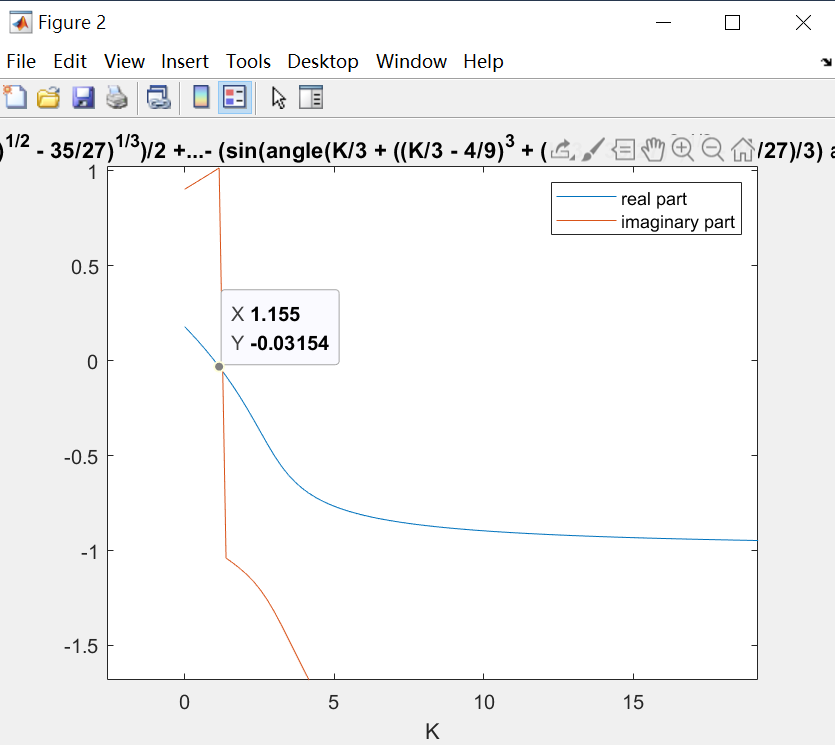 Figure 2
File Edit View Insert Tools Desktop Window Help
)^1/2 - 35/27)^1/3)/2 +...- (sin(angle(K/3 + ((K/3 - 4/9)^3 + ( /27)/3) a
real part
imaginary part
X 1.155
Y -0.03154
1
0.5
0
-0.5
-1
-1.5
0 5 10 15
K